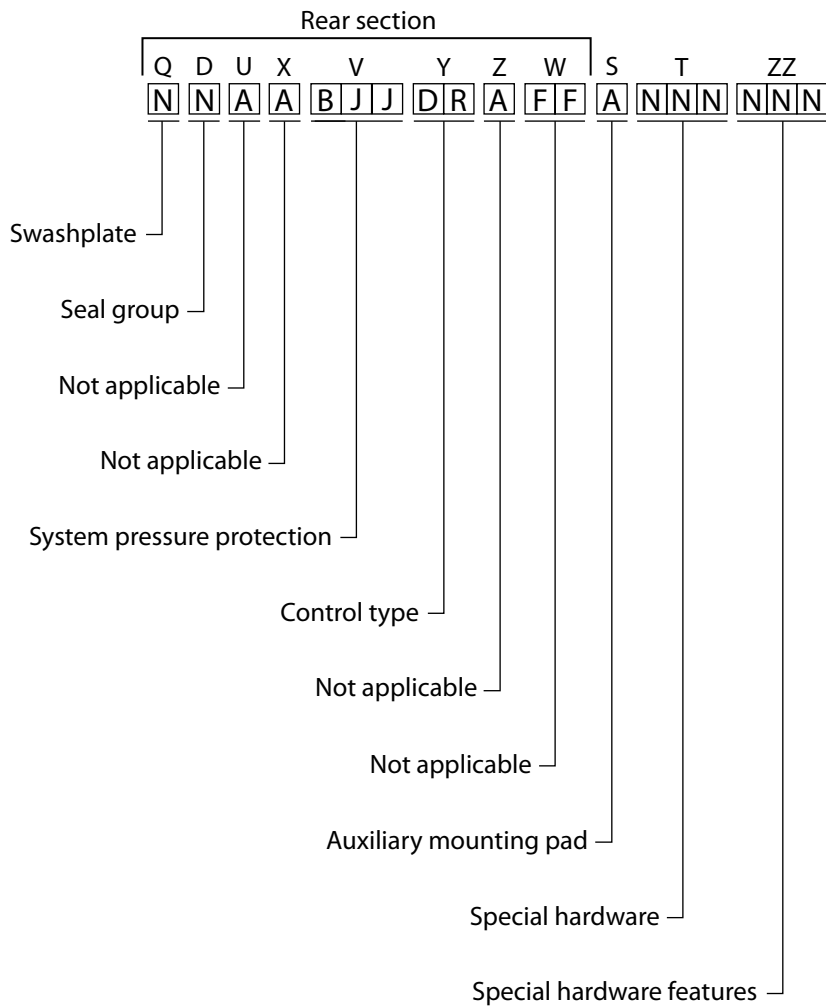 Rear section
Q D U X V Y Z W S T ZZ
N N A A B J J D R A F F A N N N N N N
Swashplate
Seal group
Not applicable
Not applicable
System pressure protection
Control type
Not applicable
Not applicable
Auxiliary mounting pad
Special hardware
Special hardware features